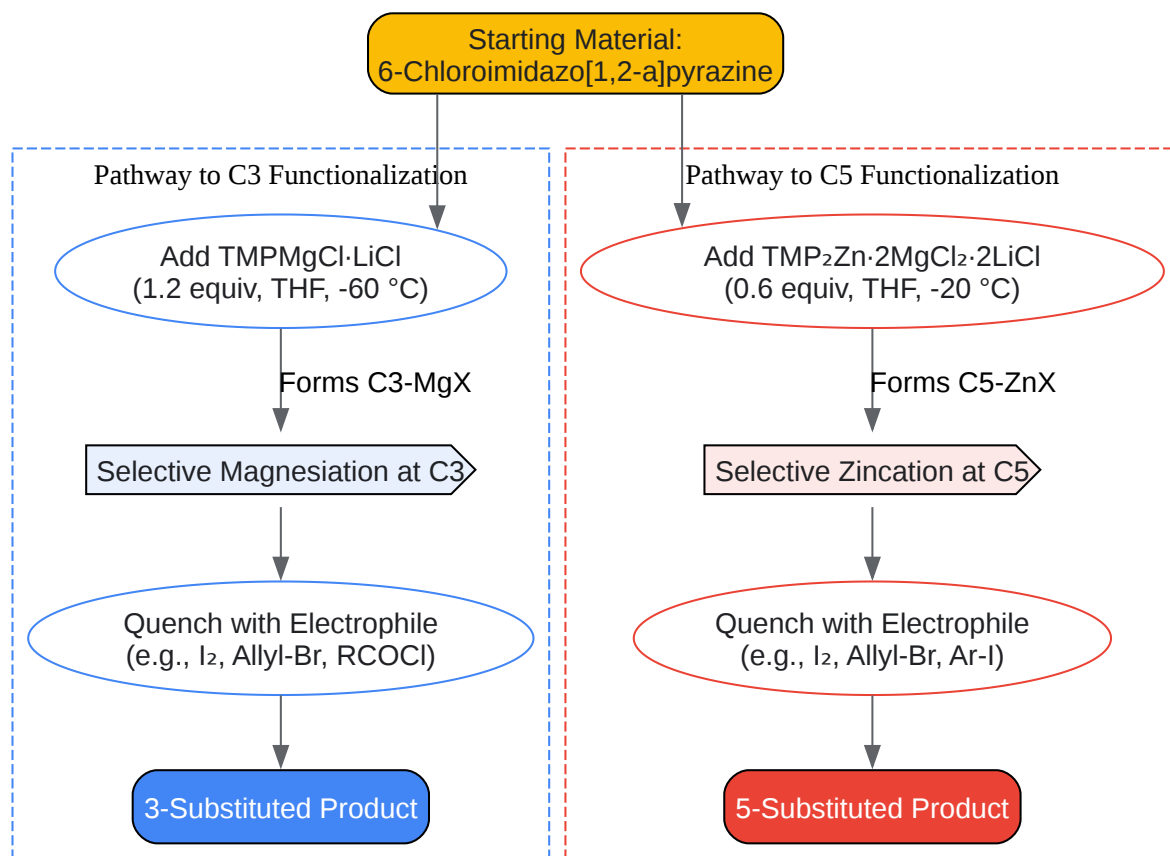 Starting Material:
6-Chloroimidazo[1,2-a]pyrazine
Pathway to C3 Functionalization
Add TMPMgCl·LiCl
(1.2 equiv, THF, -60 °C)
Forms C3-MgX
Selective Magnesiation at C3
Quench with Electrophile
(e.g., I₂, Allyl-Br, RCOCl)
3-Substituted Product
Pathway to C5 Functionalization
Add TMP₂Zn·2MgCl₂·2LiCl
(0.6 equiv, THF, -20 °C)
Forms C5-ZnX
Selective Zincation at C5
Quench with Electrophile
(e.g., I₂, Allyl-Br, Ar-I)
5-Substituted Product